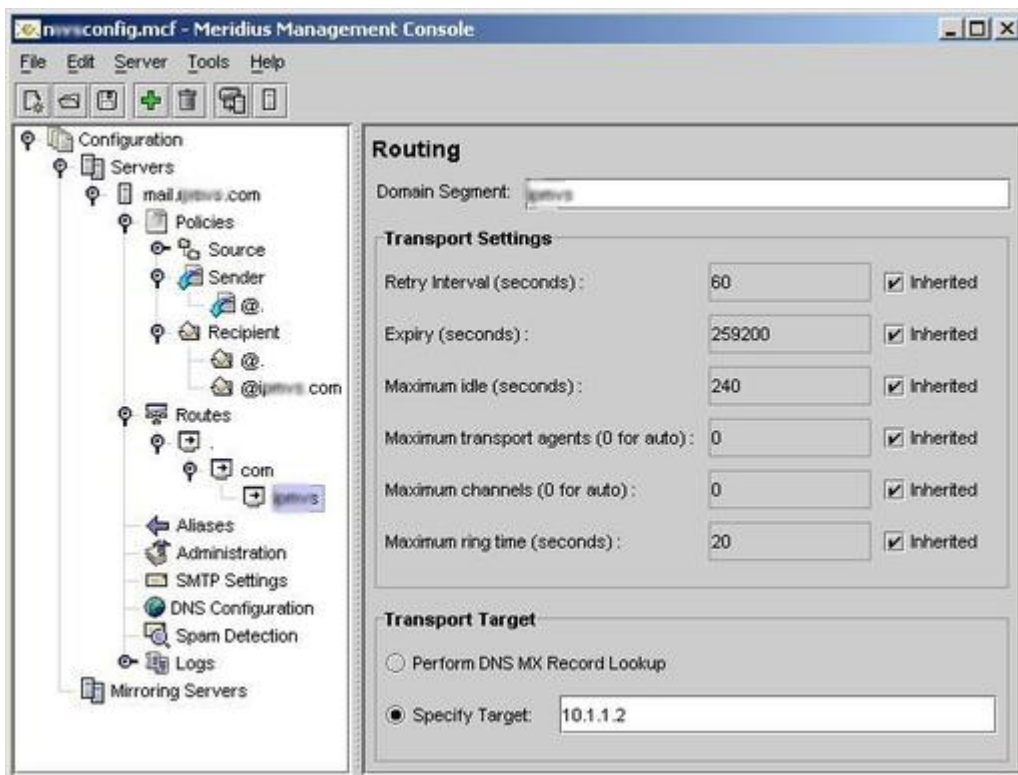 config.mcf - Meridius Management Console
File Edit Server Tools Help
Configuration
Servers
mail. .com
Policies
Source
Sender
@.
Recipient
@.
@ com
Routes
.
com
Aliases
Administration
SMTP Settings
DNS Configuration
Spam Detection
Logs
Mirroring Servers
Routing
Domain Segment:
Transport Settings
Retry Interval (seconds) : 60 Inherited
Expiry (seconds) : 259200 Inherited
Maximum idle (seconds) : 240 Inherited
Maximum transport agents (0 for auto) : 0 Inherited
Maximum channels (0 for auto) : 0 Inherited
Maximum ring time (seconds) : 20 Inherited
Transport Target
Perform DNS MX Record Lookup
Specify Target: 10.1.1.2